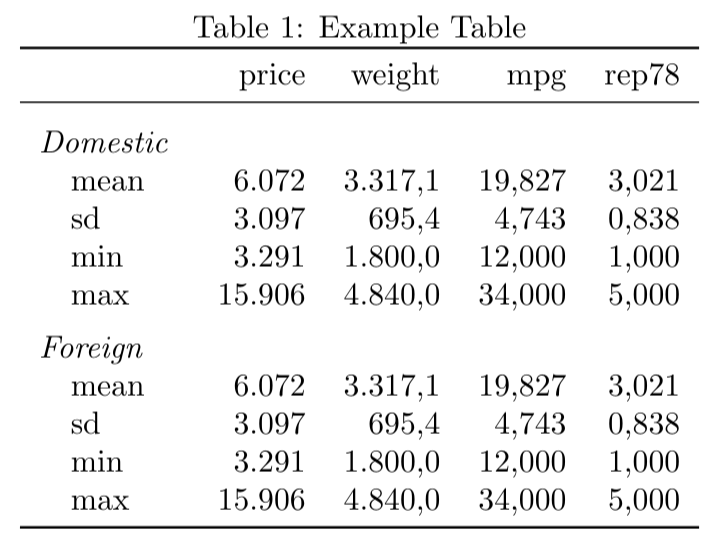 Table 1: Example Table
price weight mpg rep78
Domestic
mean 6.072 3.317,1 19,827 3,021
sd 3.097 695,4 4,743 0,838
min 3.291 1.800,0 12,000 1,000
max 15.906 4.840,0 34,000 5,000
Foreign
mean 6.072 3.317,1 19,827 3,021
sd 3.097 695,4 4,743 0,838
min 3.291 1.800,0 12,000 1,000
max 15.906 4.840,0 34,000 5,000